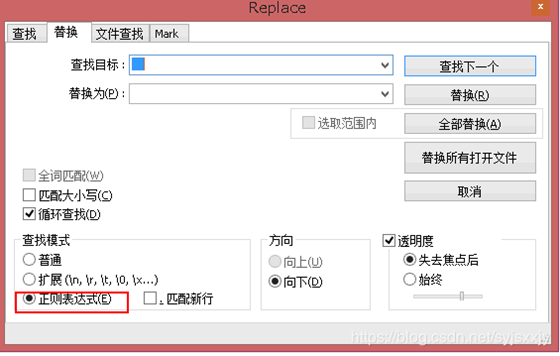 Replace
查找 替换 文件查找 Mark
查找目标： 查找下一个
替换为(P)： 替换(R)
选取范围内 全部替换(A)
替换所有打开文件
全词匹配(W)
匹配大小写(C) 取消
循环查找(D)
查找模式 方向 透明度
普通 向上(U) 失去焦点后
扩展 (\n, \r, \t, \0, \x...) 向下(D) 始终
正则表达式(E) . 匹配新行
https://blog.csdn.net/syjsxxjy